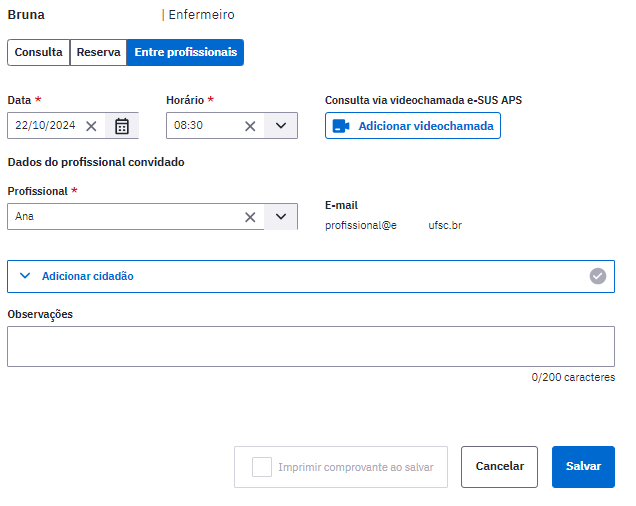 Bruna | Enfermeiro
Consulta Reserva Entre profissionais
Data * Horário * Consulta via videochamada e-SUS APS
22/10/2024 08:30 Adicionar videochamada
Dados do profissional convidado
Profissional * E-mail
Ana profissional@e ufsc.br
Adicionar cidadão
Observações
0/200 caracteres
Imprimir comprovante ao salvar Cancelar Salvar